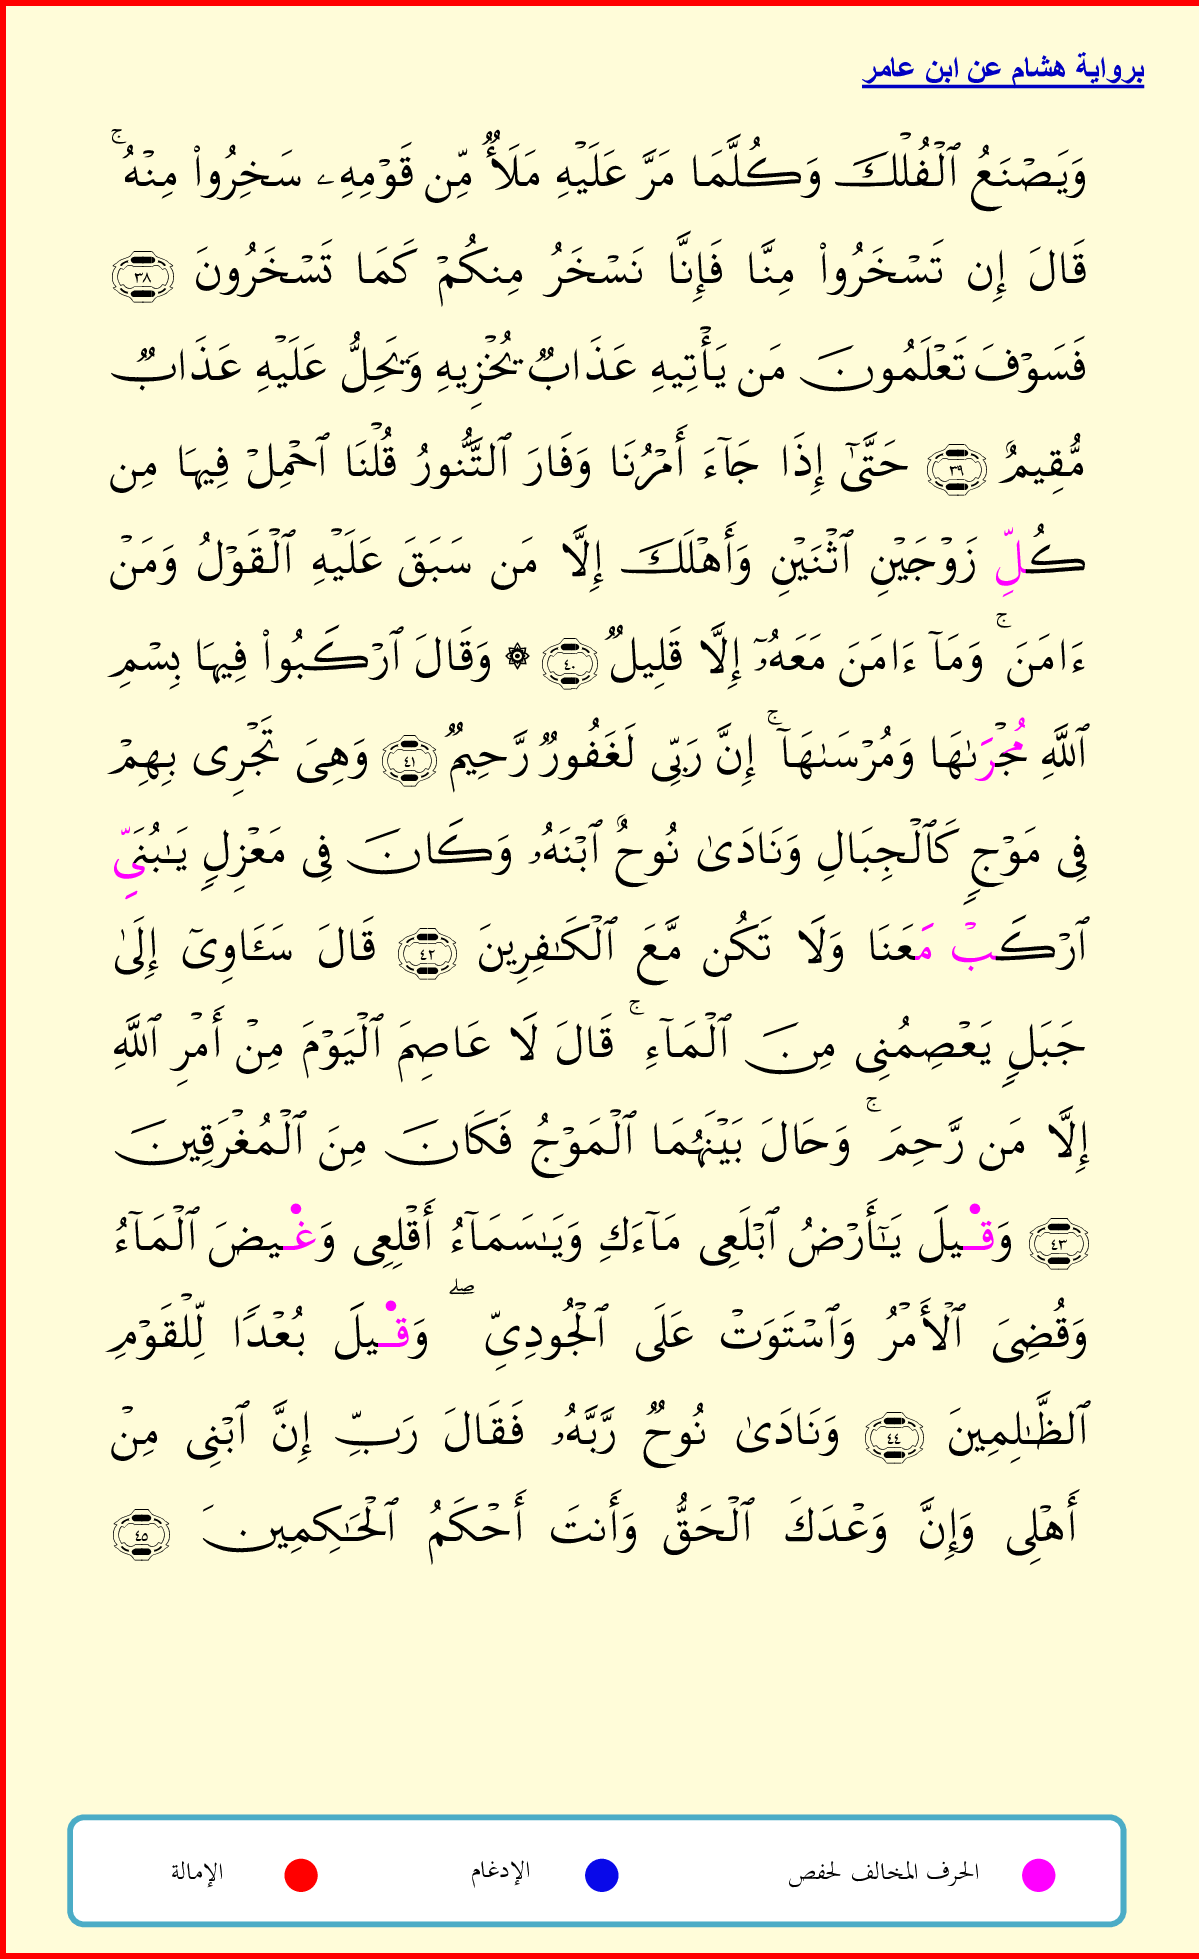 برواية هشام عن ابن عامر
وَيَصْنَعُ ٱلْفُلْكَ وَكُلَّمَا مَرَّ عَلَيْهِ مَلَأٌ مِّن قَوْمِهِۦ سَخِرُوا۟ مِنْهُ ۚ
قَالَ إِن تَسْخَرُوا۟ مِنَّا فَإِنَّا نَسْخَرُ مِنكُمْ كَمَا تَسْخَرُونَ ٣٨
فَسَوْفَ تَعْلَمُونَ مَن يَأْتِيهِ عَذَابٌ يُخْزِيهِ وَيَحِلُّ عَلَيْهِ عَذَابٌ
مُّقِيمٌ ٣٩ حَتَّىٰٓ إِذَا جَآءَ أَمْرُنَا وَفَارَ ٱلتَّنُّورُ قُلْنَا ٱحْمِلْ فِيهَا مِن
كُلِّ زَوْجَيْنِ ٱثْنَيْنِ وَأَهْلَكَ إِلَّا مَن سَبَقَ عَلَيْهِ ٱلْقَوْلُ وَمَنْ
ءَامَنَ ۚ وَمَآ ءَامَنَ مَعَهُۥٓ إِلَّا قَلِيلٌ ٤٠ ۞ وَقَالَ ٱرْكَبُوا۟ فِيهَا بِسْمِ
ٱللَّهِ مُجْرَىٰهَا وَمُرْسَىٰهَآ ۚ إِنَّ رَبِّى لَغَفُورٌ رَّحِيمٌ ٤١ وَهِىَ تَجْرِى بِهِمْ
فِى مَوْجٍ كَٱلْجِبَالِ وَنَادَىٰ نُوحٌ ٱبْنَهُۥ وَكَانَ فِى مَعْزِلٍ يَٰبُنَىِّ
ٱرْكَبْ مَعَنَا وَلَا تَكُن مَّعَ ٱلْكَٰفِرِينَ ٤٢ قَالَ سَـَٔاوِىٓ إِلَىٰ
جَبَلٍ يَعْصِمُنِى مِنَ ٱلْمَآءِ ۚ قَالَ لَا عَاصِمَ ٱلْيَوْمَ مِنْ أَمْرِ ٱللَّهِ
إِلَّا مَن رَّحِمَ ۚ وَحَالَ بَيْنَهُمَا ٱلْمَوْجُ فَكَانَ مِنَ ٱلْمُغْرَقِينَ
٤٣ وَقِيلَ يَٰٓأَرْضُ ٱبْلَعِى مَآءَكِ وَيَٰسَمَآءُ أَقْلِعِى وَغِيضَ ٱلْمَآءُ
وَقُضِىَ ٱلْأَمْرُ وَٱسْتَوَتْ عَلَى ٱلْجُودِىِّ ۖ وَقِيلَ بُعْدًا لِّلْقَوْمِ
ٱلظَّٰلِمِينَ ٤٤ وَنَادَىٰ نُوحٌ رَّبَّهُۥ فَقَالَ رَبِّ إِنَّ ٱبْنِى مِنْ
أَهْلِى وَإِنَّ وَعْدَكَ ٱلْحَقُّ وَأَنتَ أَحْكَمُ ٱلْحَٰكِمِينَ ٤٥
الحرف المخالف لحفص الإدغام الإمالة